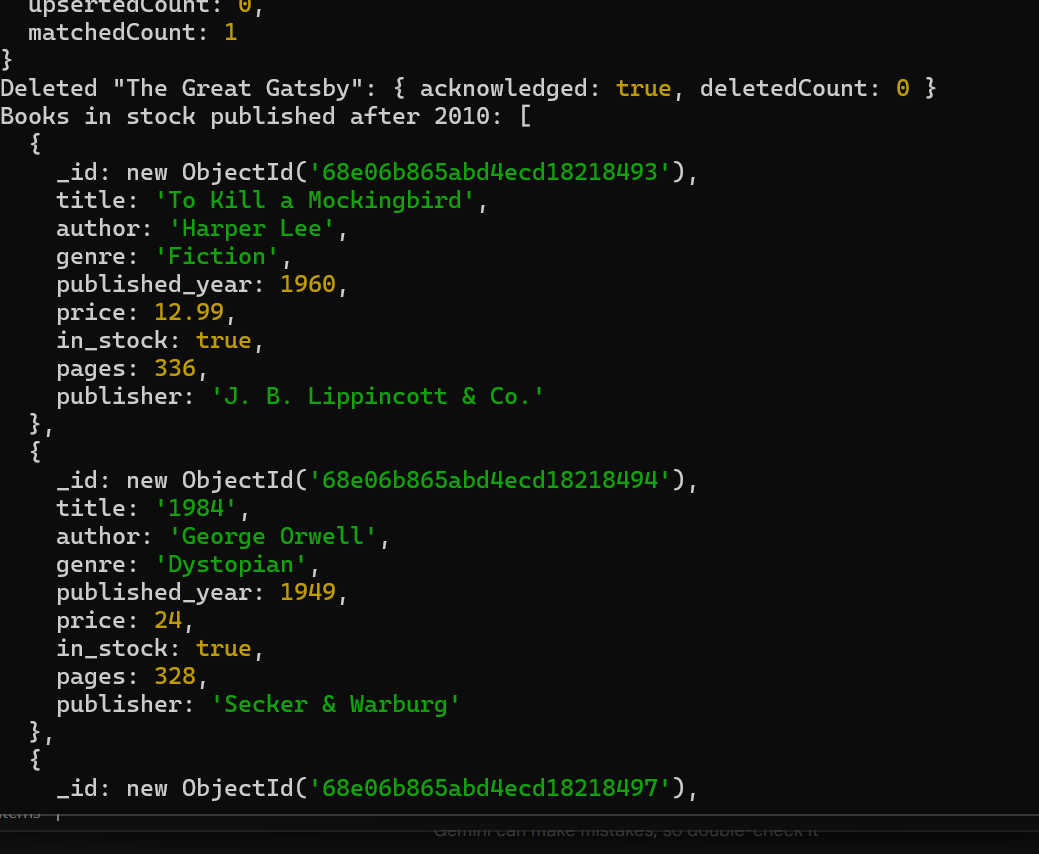 upsertedCount: 0,
matchedCount: 1
}
Deleted "The Great Gatsby": { acknowledged: true, deletedCount: 0 }
Books in stock published after 2010: [
{
_id: new ObjectId('68e06b865abd4ecd18218493'),
title: 'To Kill a Mockingbird',
author: 'Harper Lee',
genre: 'Fiction',
published_year: 1960,
price: 12.99,
in_stock: true,
pages: 336,
publisher: 'J. B. Lippincott & Co.'
},
{
_id: new ObjectId('68e06b865abd4ecd18218494'),
title: '1984',
author: 'George Orwell',
genre: 'Dystopian',
published_year: 1949,
price: 24,
in_stock: true,
pages: 328,
publisher: 'Secker & Warburg'
},
{
_id: new ObjectId('68e06b865abd4ecd18218497'),
Gemini can make mistakes, so double-check it